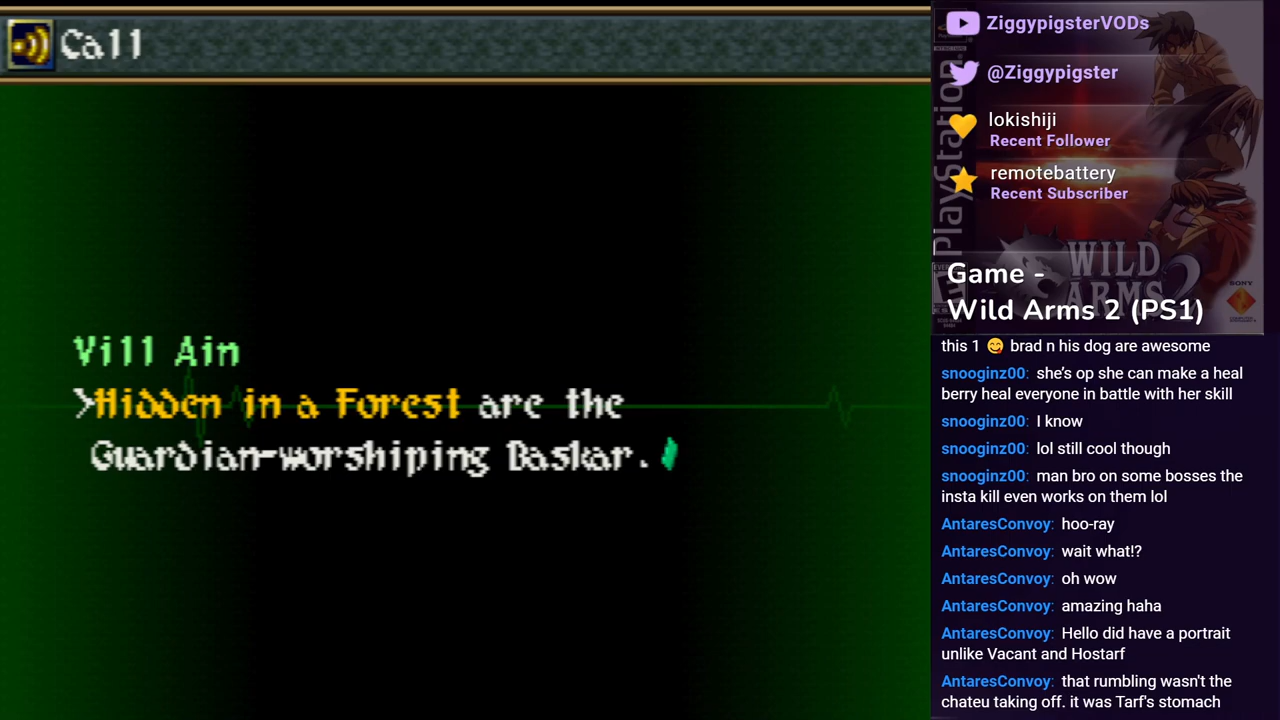 Call
Vill Ain
>Hidden in a Forest are the
Guardian-worshiping Baskar.
ZiggypigsterVODs
@Ziggypigster
lokishiji
Recent Follower
remotebattery
Recent Subscriber
PlayStation
WILD
ARMS 2
SONY
Game -
Wild Arms 2 (PS1)
this 1 😋 brad n his dog are awesome
snooginz00: she's op she can make a heal
berry heal everyone in battle with her skill
snooginz00: I know
snooginz00: lol still cool though
snooginz00: man bro on some bosses the
insta kill even works on them lol
AntaresConvoy: hoo-ray
AntaresConvoy: wait what!?
AntaresConvoy: oh wow
AntaresConvoy: amazing haha
AntaresConvoy: Hello did have a portrait
unlike Vacant and Hostarf
AntaresConvoy: that rumbling wasn't the
chateu taking off. it was Tarf's stomach